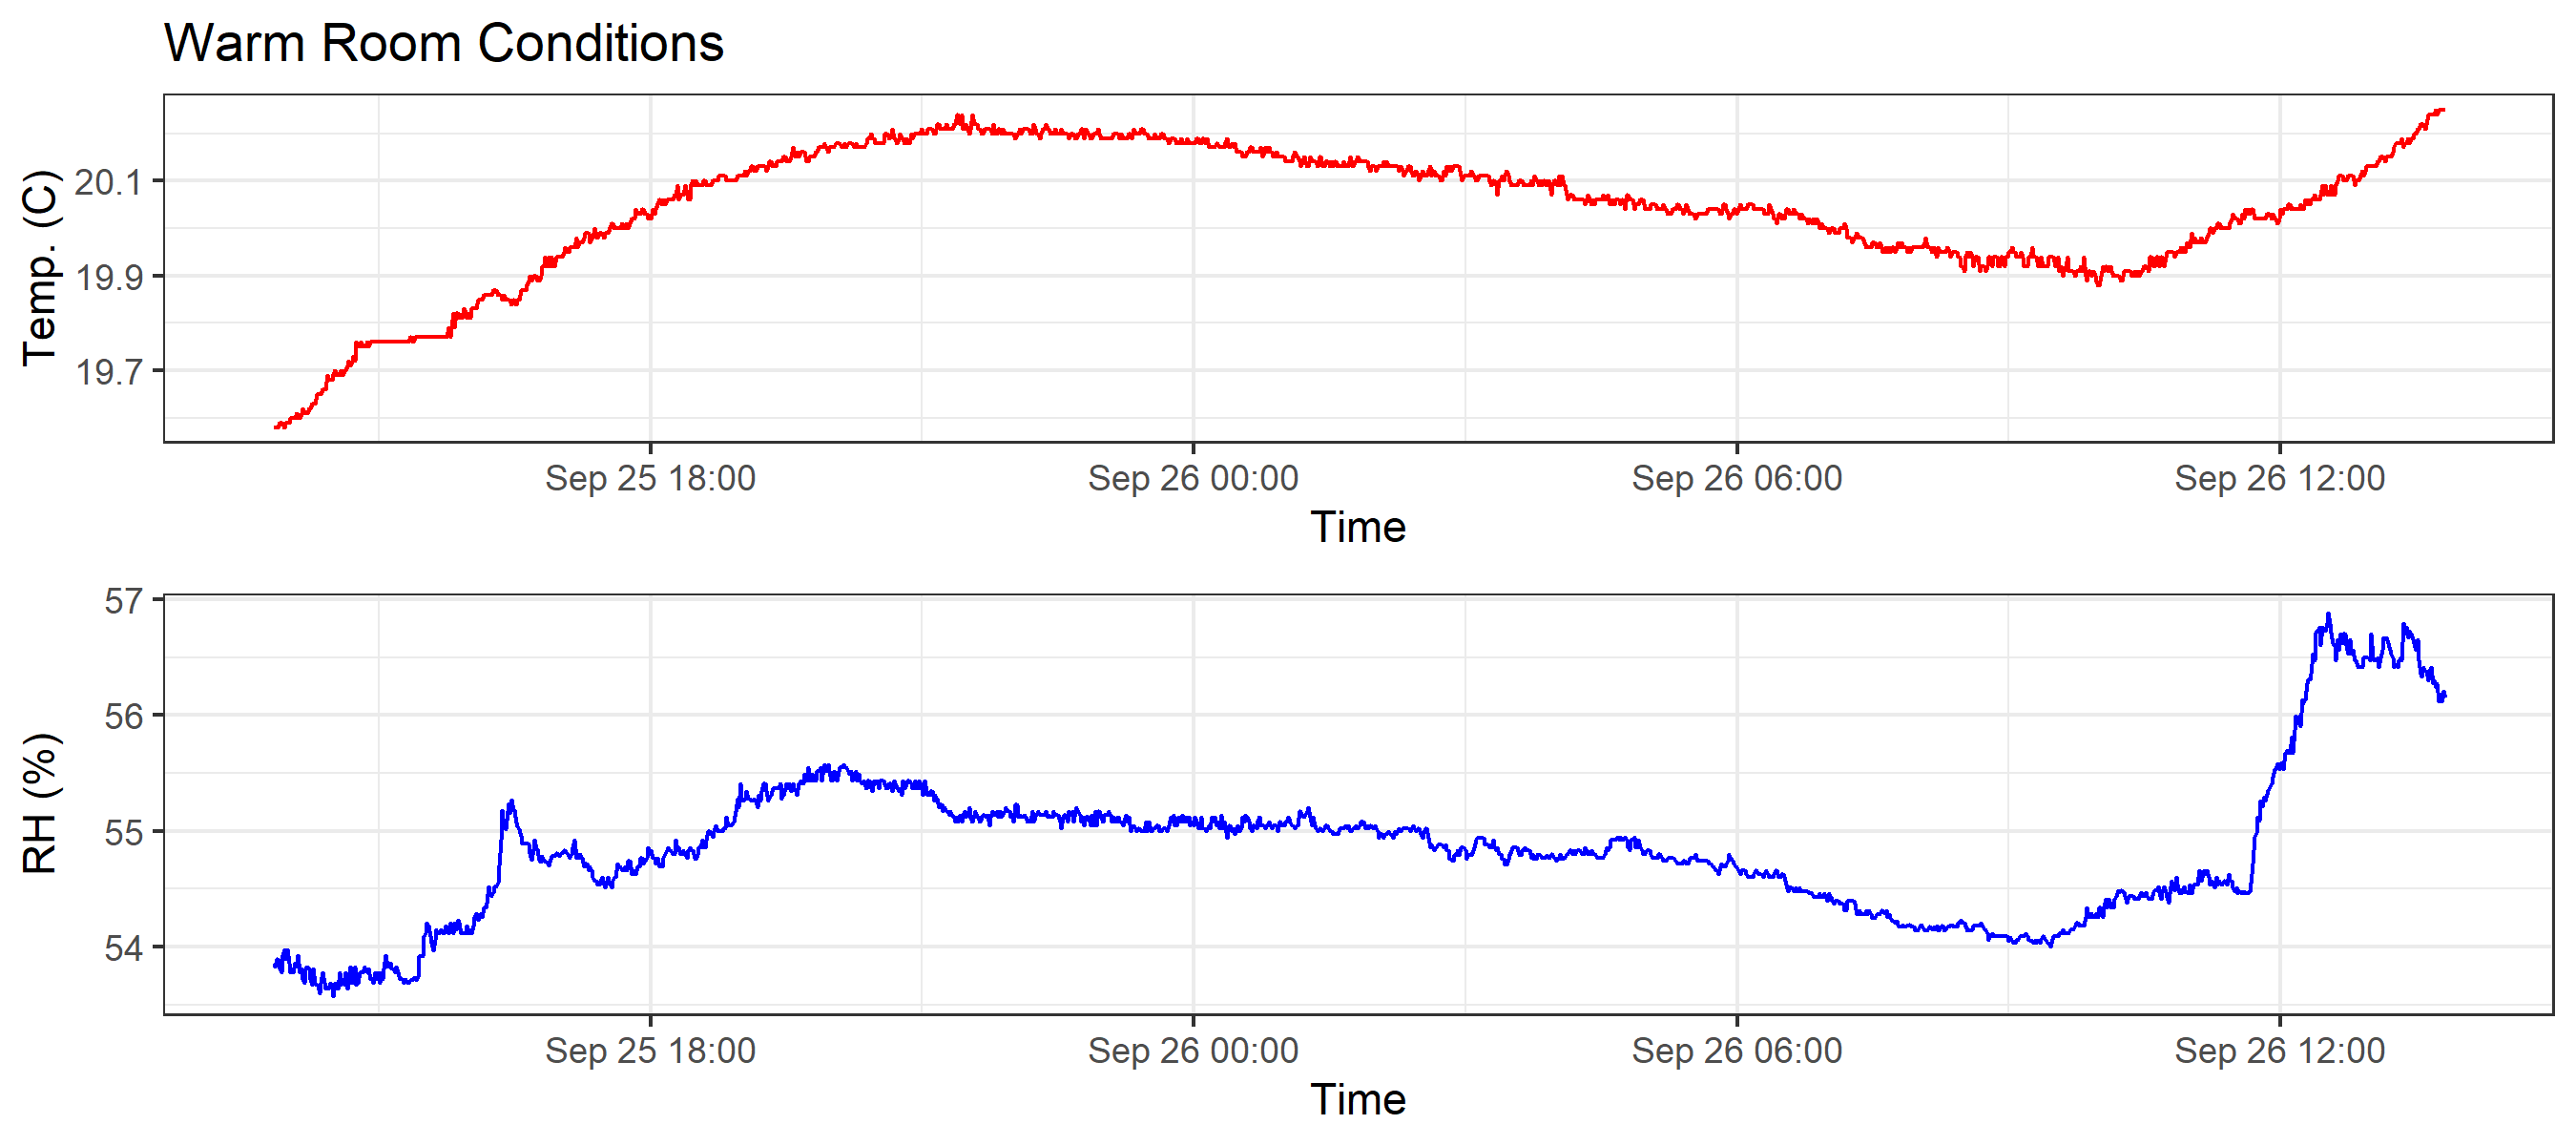 Warm Room Conditions
Temp. (C)
20.1
19.9
19.7
Sep 25 18:00 Sep 26 00:00 Sep 26 06:00 Sep 26 12:00
Time
RH (%)
57
56
55
54
Sep 25 18:00 Sep 26 00:00 Sep 26 06:00 Sep 26 12:00
Time